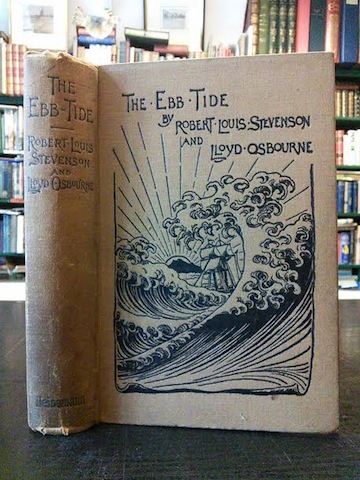 THE
EBB-TIDE
ROBERT·LOUIS
STEVENSON
AND
LLOYD·OSBOURNE
HEINEMANN
THE·EBB·TIDE
BY
ROBERT·LOUIS·STEVENSON
AND
LLOYD·OSBOURNE